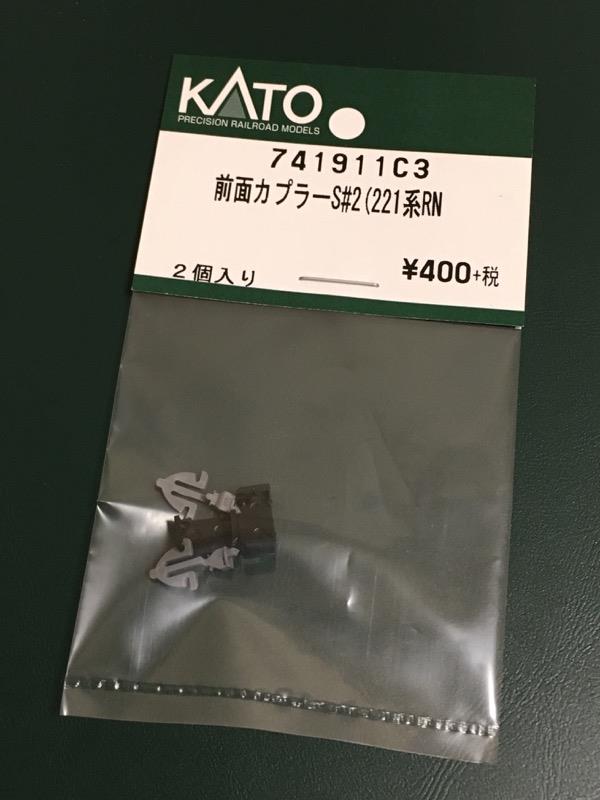 KATO
PRECISION RAILROAD MODELS
741911C3
前面カプラーS#2(221系RN
2個入り
¥400+税